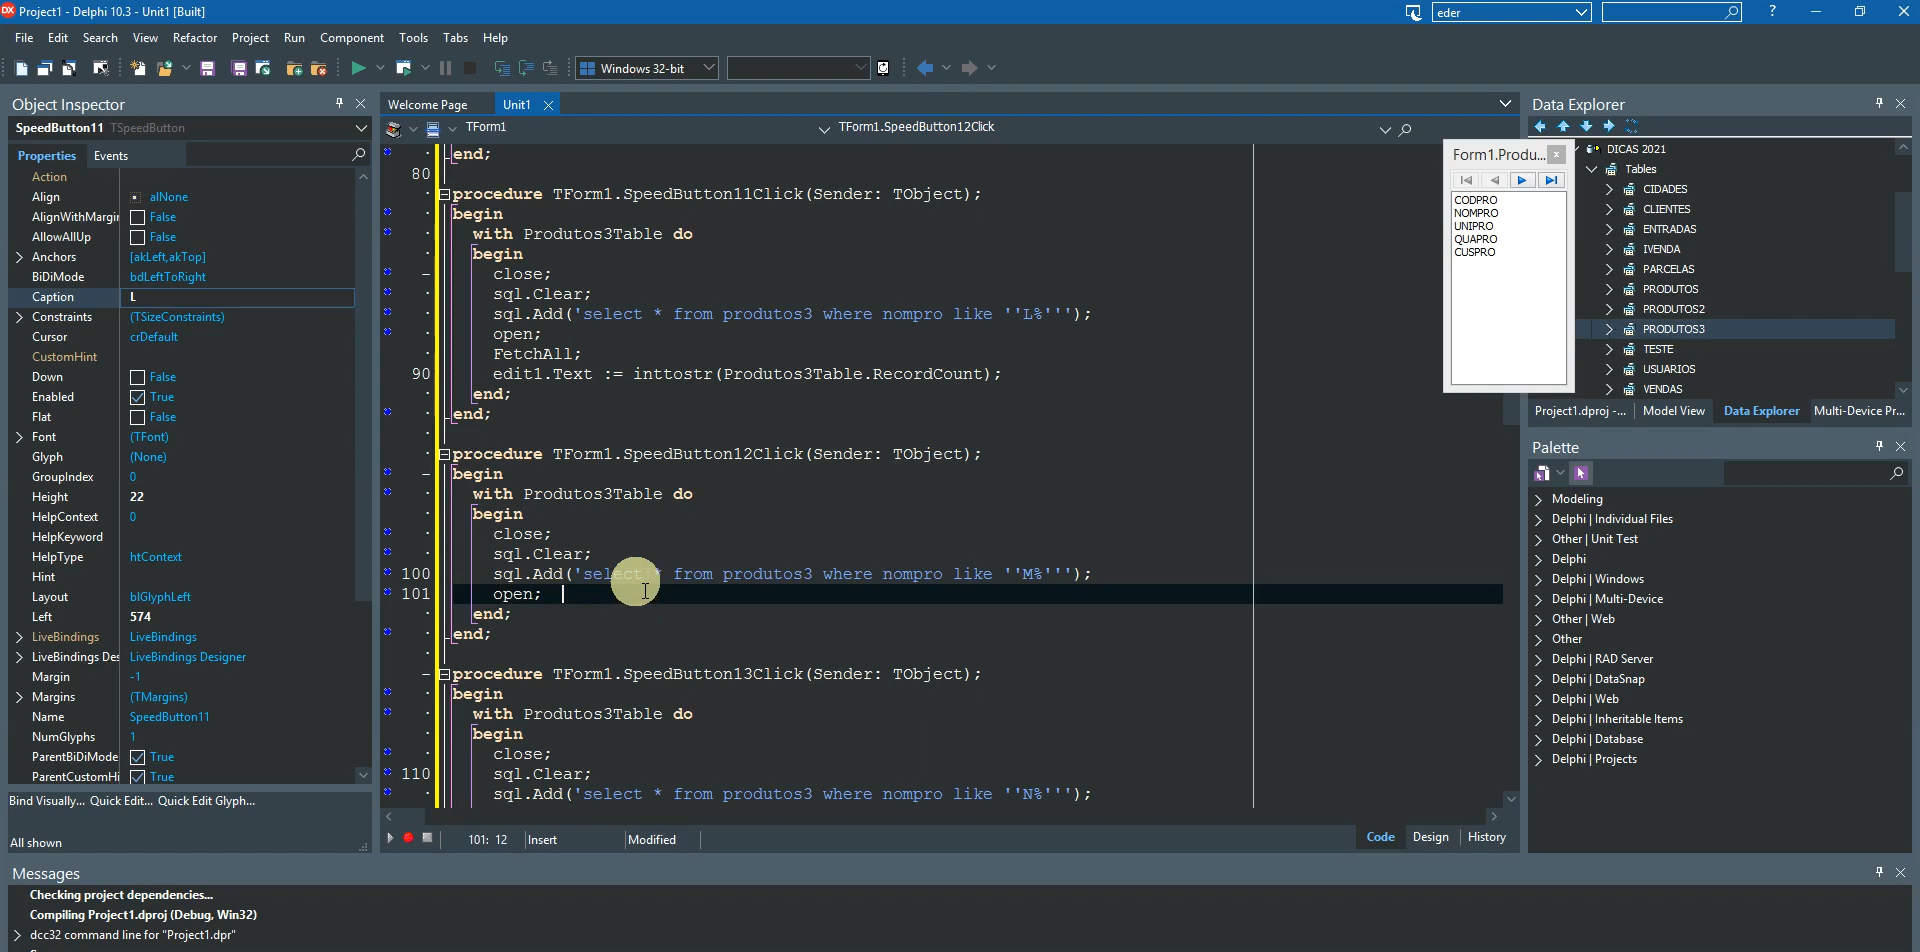 Project1 - Delphi 10.3 - Unit1 [Built]
eder
?
File Edit Search View Refactor Project Run Component Tools Tabs Help
Windows 32-bit
Object Inspector
SpeedButton11 TSpeedButton
Properties Events
Action
Align alNone
AlignWithMargin False
AllowAllUp False
Anchors [akLeft,akTop]
BiDiMode bdLeftToRight
Caption L
Constraints (TSizeConstraints)
Cursor crDefault
CustomHint
Down False
Enabled True
Flat False
Font (TFont)
Glyph (None)
GroupIndex 0
Height 22
HelpContext 0
HelpKeyword
HelpType htContext
Hint
Layout blGlyphLeft
Left 574
LiveBindings LiveBindings
LiveBindings Des LiveBindings Designer
Margin -1
Margins (TMargins)
Name SpeedButton11
NumGlyphs 1
ParentBiDiMode True
ParentCustomHi True
Bind Visually... Quick Edit... Quick Edit Glyph...
All shown
Welcome Page Unit1
TForm1 TForm1.SpeedButton12Click
end;
80
procedure TForm1.SpeedButton11Click(Sender: TObject);
begin
with Produtos3Table do
begin
close;
sql.Clear;
sql.Add('select * from produtos3 where nompro like ''L%''');
open;
FetchAll;
90 edit1.Text := inttostr(Produtos3Table.RecordCount);
end;
end;
procedure TForm1.SpeedButton12Click(Sender: TObject);
begin
with Produtos3Table do
begin
close;
sql.Clear;
100 sql.Add('select * from produtos3 where nompro like ''M%''');
101 open;
end;
end;
procedure TForm1.SpeedButton13Click(Sender: TObject);
begin
with Produtos3Table do
begin
close;
110 sql.Clear;
sql.Add('select * from produtos3 where nompro like ''N%''');
101: 12 Insert Modified
Code Design History
Form1.Produ...
CODPRO
NOMPRO
UNIPRO
QUAPRO
CUSPRO
Data Explorer
DICAS 2021
Tables
CIDADES
CLIENTES
ENTRADAS
IVENDA
PARCELAS
PRODUTOS
PRODUTOS2
PRODUTOS3
TESTE
USUARIOS
VENDAS
Project1.dproj -... Model View Data Explorer Multi-Device Pr...
Palette
Modeling
Delphi | Individual Files
Other | Unit Test
Delphi
Delphi | Windows
Delphi | Multi-Device
Other | Web
Other
Delphi | RAD Server
Delphi | DataSnap
Delphi | Web
Delphi | Inheritable Items
Delphi | Database
Delphi | Projects
Messages
Checking project dependencies...
Compiling Project1.dproj (Debug, Win32)
dcc32 command line for "Project1.dpr"